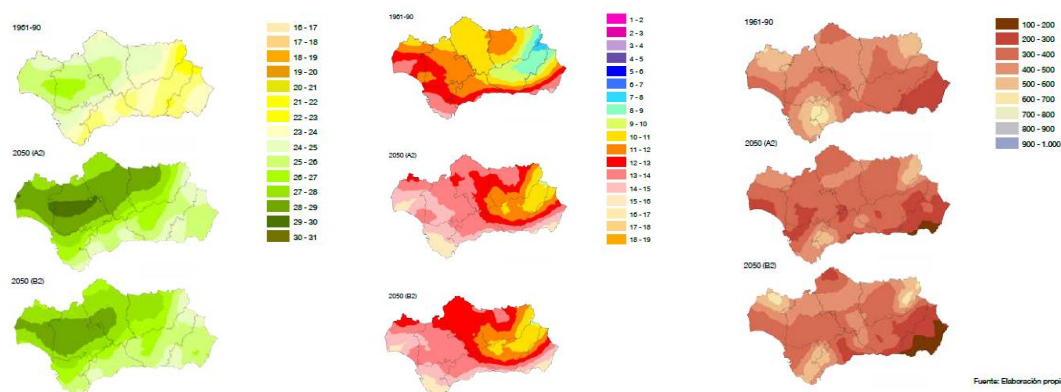 1961-90
16 - 17
17 - 18
18 - 19
19 - 20
20 - 21
21 - 22
22 - 23
23 - 24
24 - 25
25 - 26
26 - 27
27 - 28
28 - 29
29 - 30
30 - 31
2050 (A2)
2050 (B2)
1961-90
1 - 2
2 - 3
3 - 4
4 - 5
5 - 6
6 - 7
7 - 8
8 - 9
9 - 10
10 - 11
11 - 12
12 - 13
13 - 14
14 - 15
15 - 16
16 - 17
17 - 18
18 - 19
2050 (A2)
2050 (B2)
1961-90
100 - 200
200 - 300
300 - 400
400 - 500
500 - 600
600 - 700
700 - 800
800 - 900
900 - 1.000
2050 (A2)
2050 (B2)
Fuente: Elaboración propi